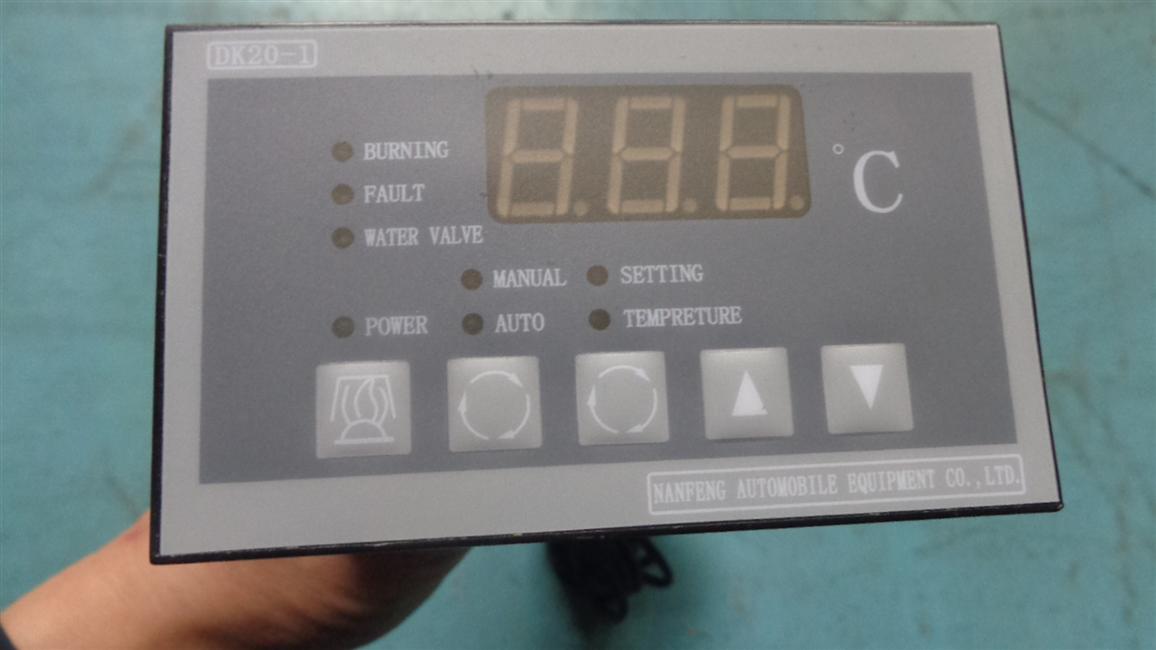 DK20-1
BURNING
FAULT
WATER VALVE
°C
MANUAL SETTING
POWER AUTO TEMPRETURE
NANFENG AUTOMOBILE EQUIPMENT CO.,LTD.